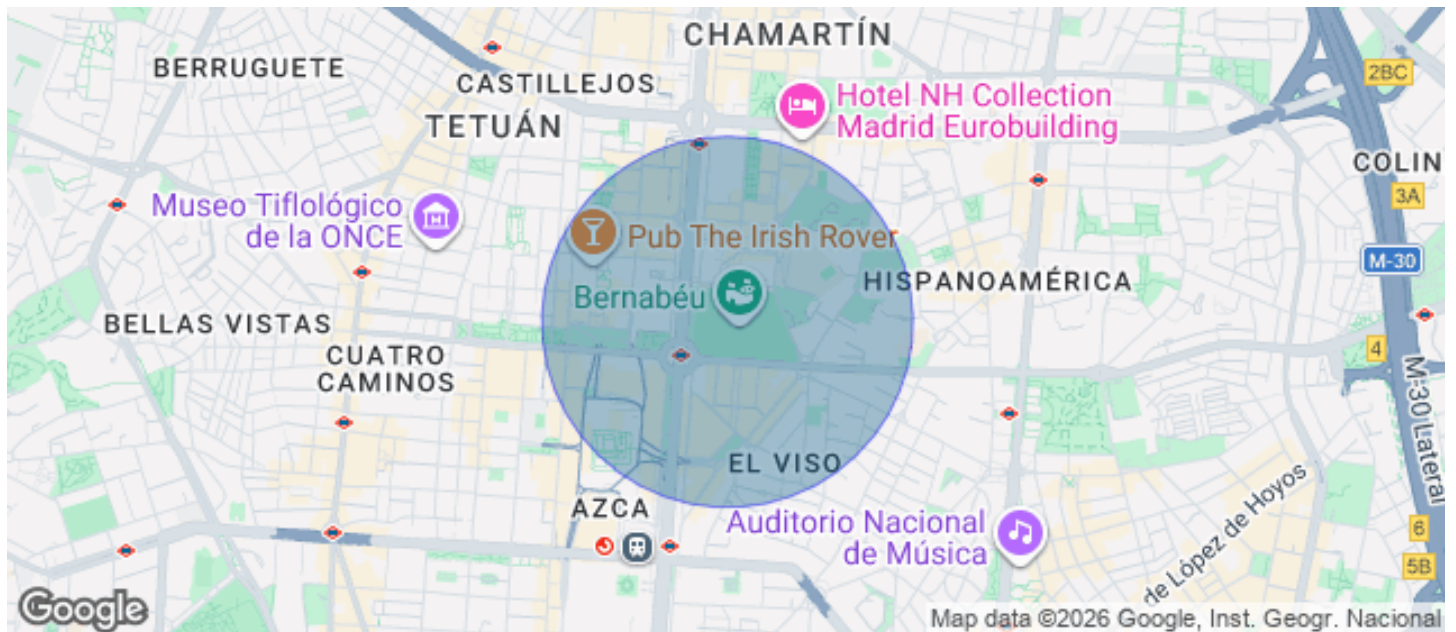 CHAMARTÍN
BERRUGUETE
CASTILLEJOS
2BC
Hotel NH Collection
Madrid Eurobuilding
TETUÁN
COLIN
3A
Museo Tiflológico
de la ONCE
Pub The Irish Rover
M-30
HISPANOAMÉRICA
Bernabéu
BELLAS VISTAS
CUATRO
CAMINOS
4
M-30 Lateral
EL VISO
AZCA
Auditorio Nacional
de Música
de López de Hoyos
6
5B
Google
Map data ©2026 Google, Inst. Geogr. Nacional